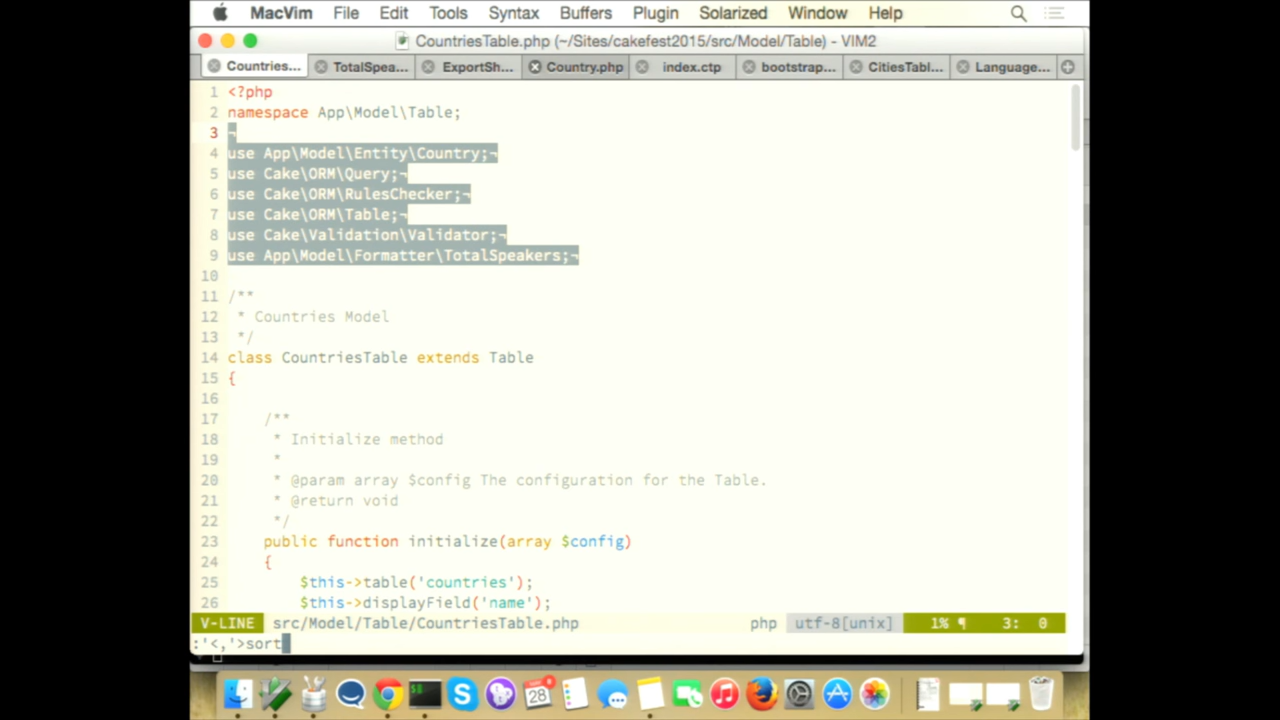 MacVim File Edit Tools Syntax Buffers Plugin Solarized Window Help
CountriesTable.php (~/Sites/cakefest2015/src/Model/Table) - VIM2
Countries... TotalSpea... ExportSh... Country.php index.ctp bootstrap... CitiesTabl... Language...
1 <?php
2 namespace App\Model\Table;
3 ¬
4 use App\Model\Entity\Country;¬
5 use Cake\ORM\Query;¬
6 use Cake\ORM\RulesChecker;¬
7 use Cake\ORM\Table;¬
8 use Cake\Validation\Validator;¬
9 use App\Model\Formatter\TotalSpeakers;¬
10
11 /**
12 * Countries Model
13 */
14 class CountriesTable extends Table
15 {
16
17 /**
18 * Initialize method
19 *
20 * @param array $config The configuration for the Table.
21 * @return void
22 */
23 public function initialize(array $config)
24 {
25 $this->table('countries');
26 $this->displayField('name');
V-LINE src/Model/Table/CountriesTable.php php utf-8[unix] 1% ¶ 3: 0
:'<,'>sort
28